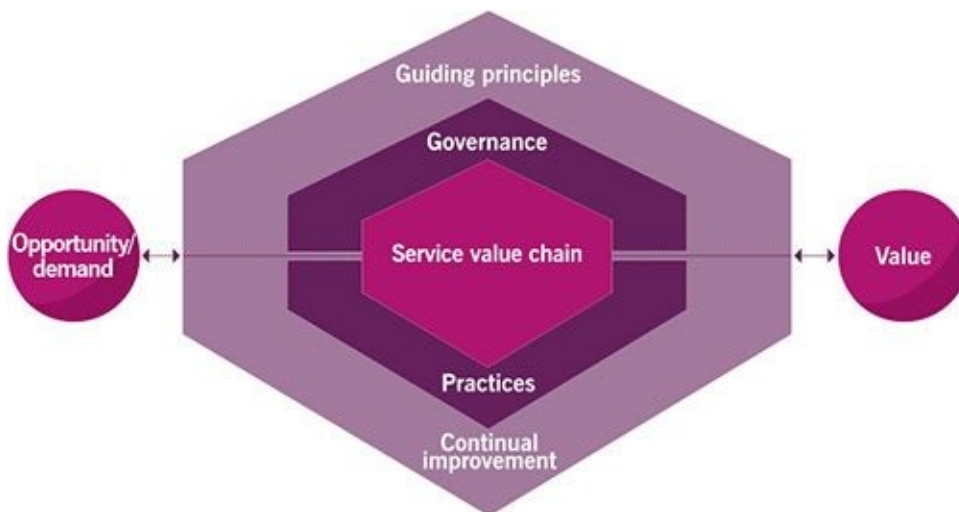 Guiding principles
Governance
Opportunity/
demand
Service value chain
Value
Practices
Continual
improvement